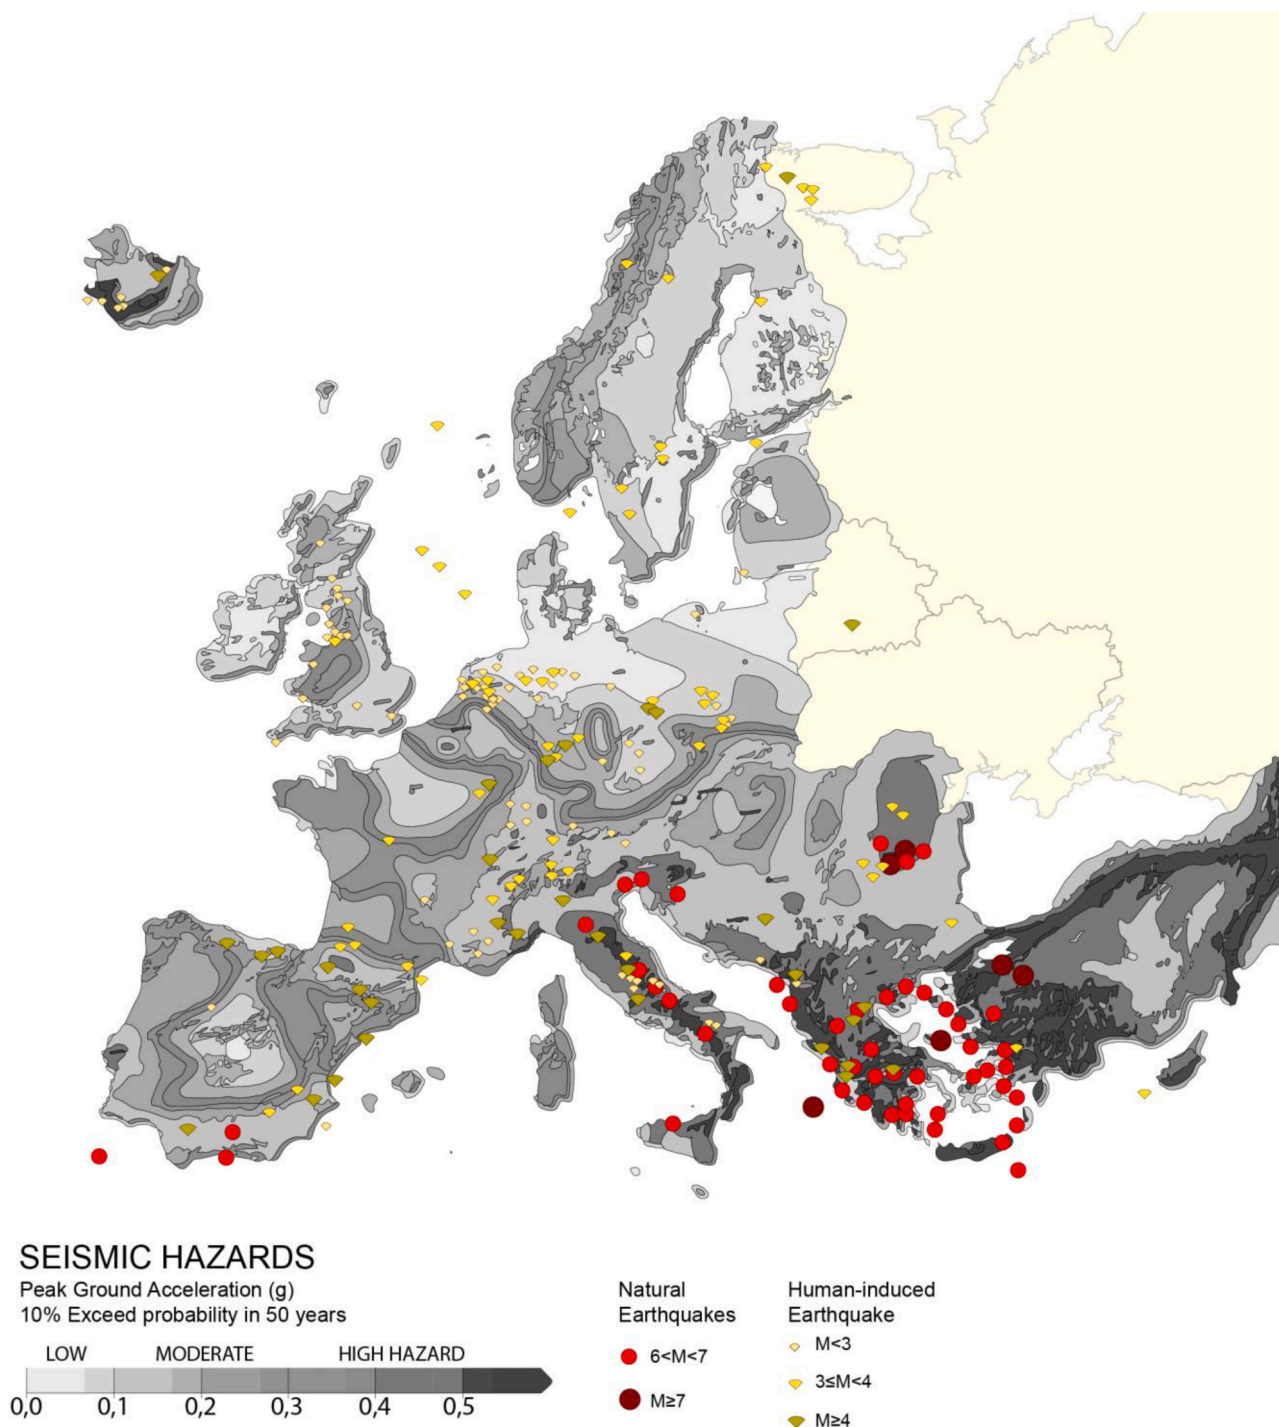 SEISMIC HAZARDS
Peak Ground Acceleration (g)
10% Exceed probability in 50 years
LOW MODERATE HIGH HAZARD
0,0 0,1 0,2 0,3 0,4 0,5
Natural
Earthquakes
6<M<7
M≥7
Human-induced
Earthquake
M<3
3≤M<4
M≥4